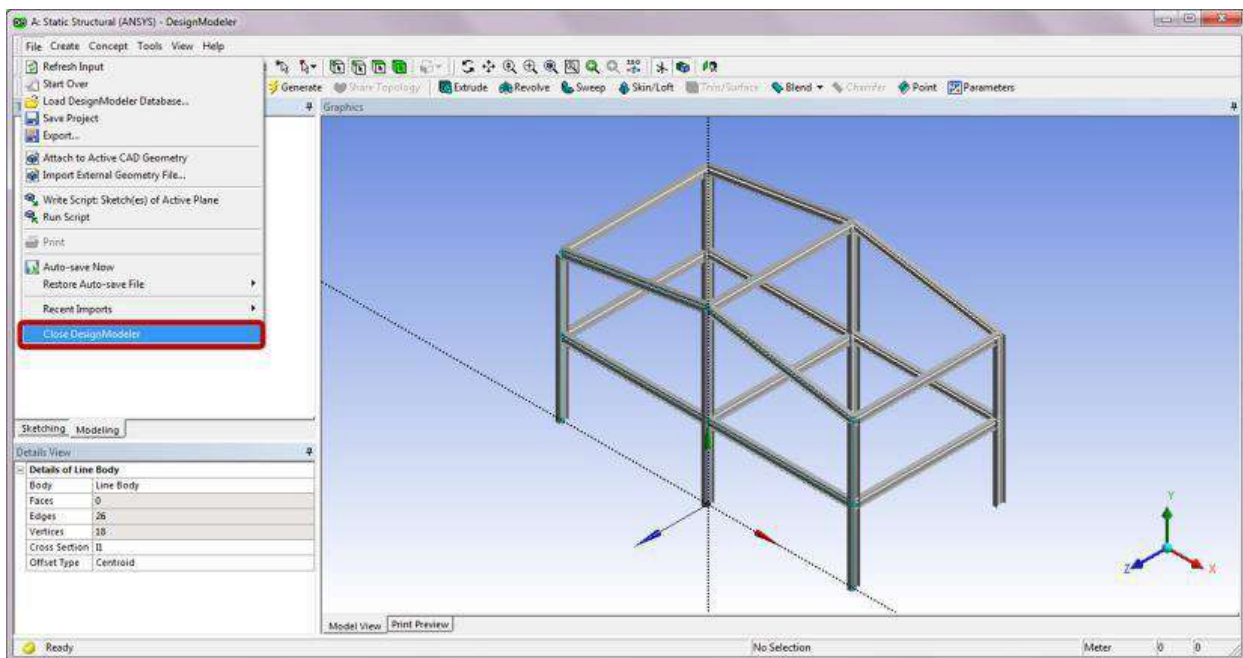 A: Static Structural (ANSYS) - DesignModeler
File Create Concept Tools View Help
Refresh Input
Start Over
Load DesignModeler Database...
Save Project
Export...
Attach to Active CAD Geometry
Import External Geometry File...
Write Script: Sketch(es) of Active Plane
Run Script
Print
Auto-save Now
Restore Auto-save File
Recent Imports
Close DesignModeler
Generate Share Topology Extrude Revolve Sweep Skin/Loft Thin/Surface Blend Chamfer Point Parameters
Graphics
Sketching Modeling
Details View
Details of Line Body
Body Line Body
Faces 0
Edges 26
Vertices 18
Cross Section I1
Offset Type Centroid
Y
Z
X
Model View Print Preview
Ready No Selection Meter 0 0